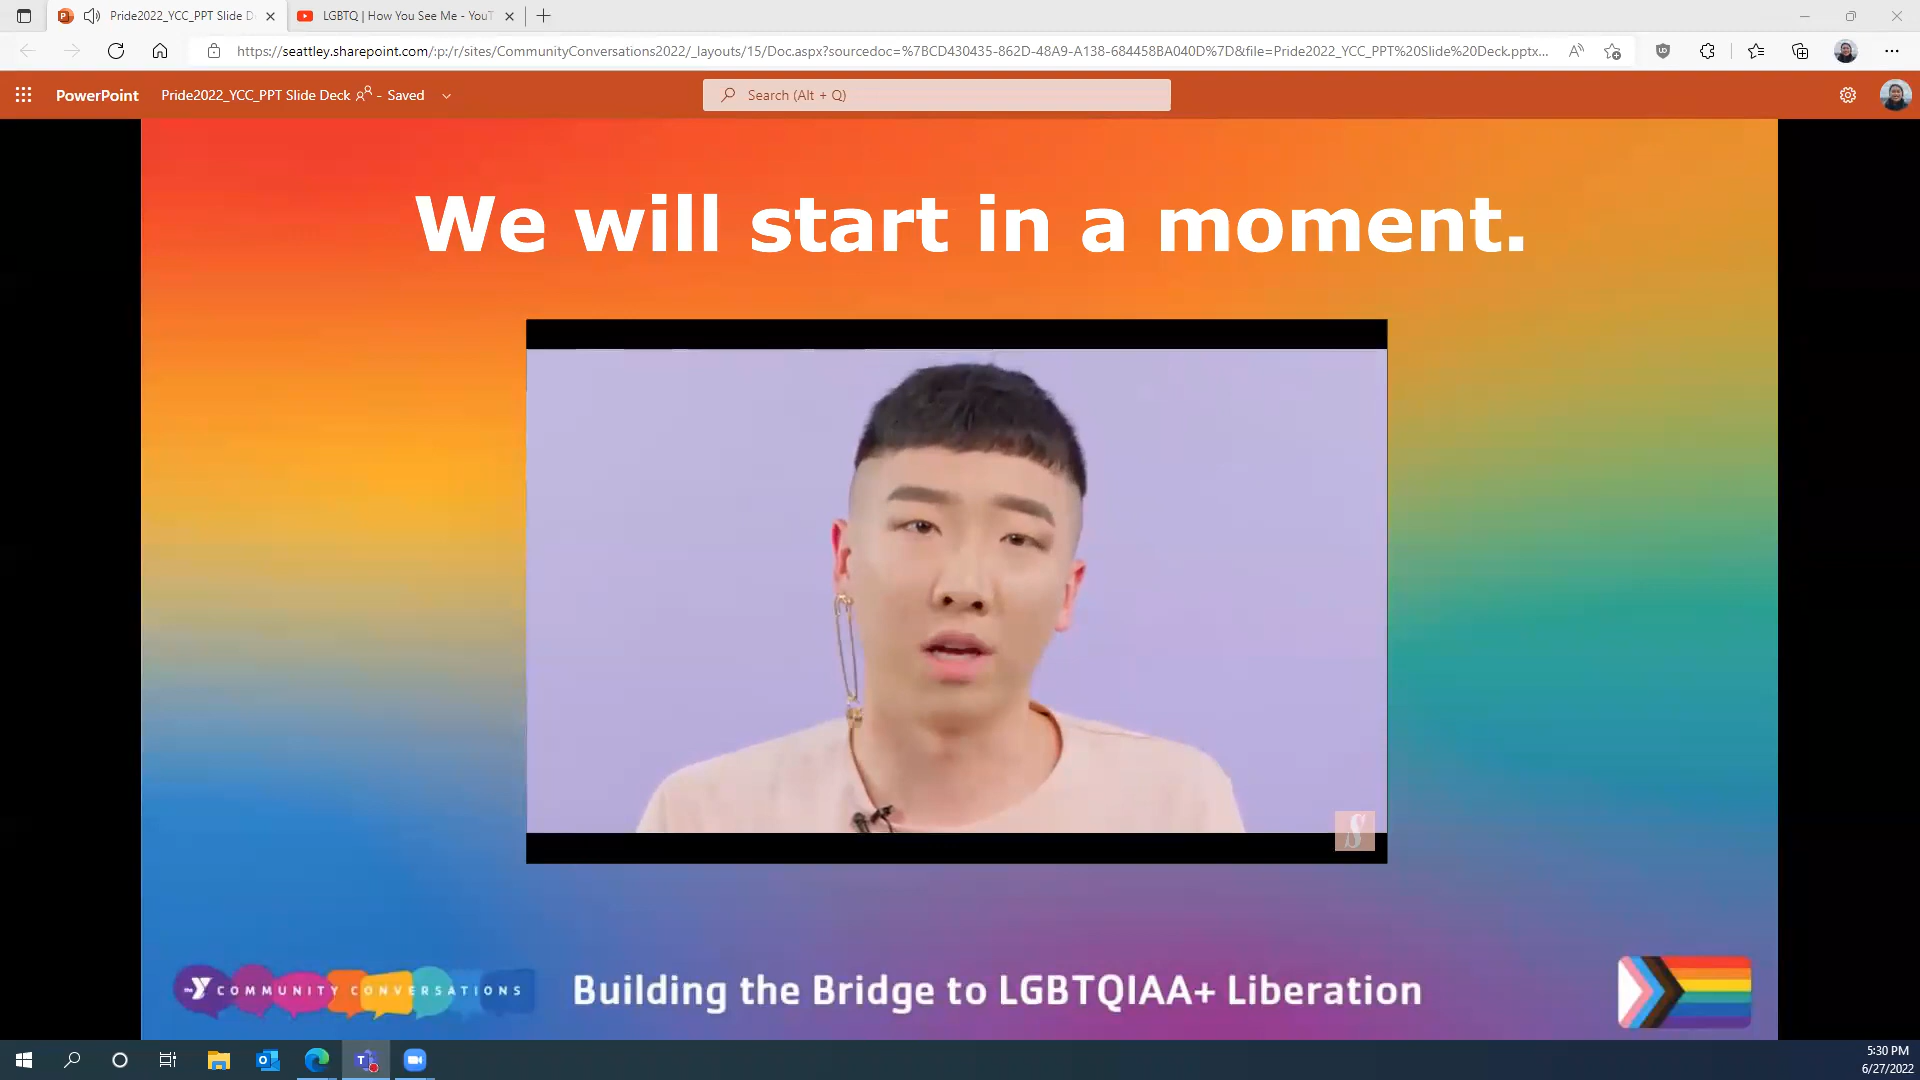 Pride2022_YCC_PPT Slide D
LGBTQ | How You See Me - YouT
https://seattley.sharepoint.com/:p:/r/sites/CommunityConversations2022/_layouts/15/Doc.aspx?sourcedoc=%7BCD430435-862D-48A9-A138-684458BA040D%7D&file=Pride2022_YCC_PPT%20Slide%20Deck.pptx...
PowerPoint
Pride2022_YCC_PPT Slide Deck - Saved
Search (Alt + Q)
We will start in a moment.
S
the Y COMMUNITY CONVERSATIONS
Building the Bridge to LGBTQIAA+ Liberation
5:30 PM
6/27/2022